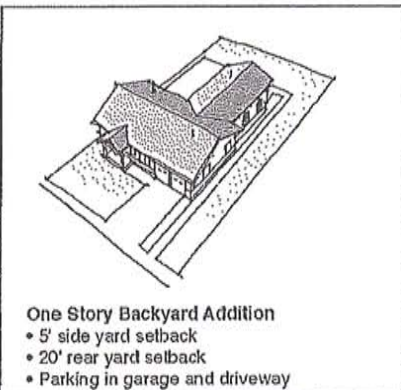 One Story Backyard Addition
• 5' side yard setback
• 20' rear yard setback
• Parking in garage and driveway